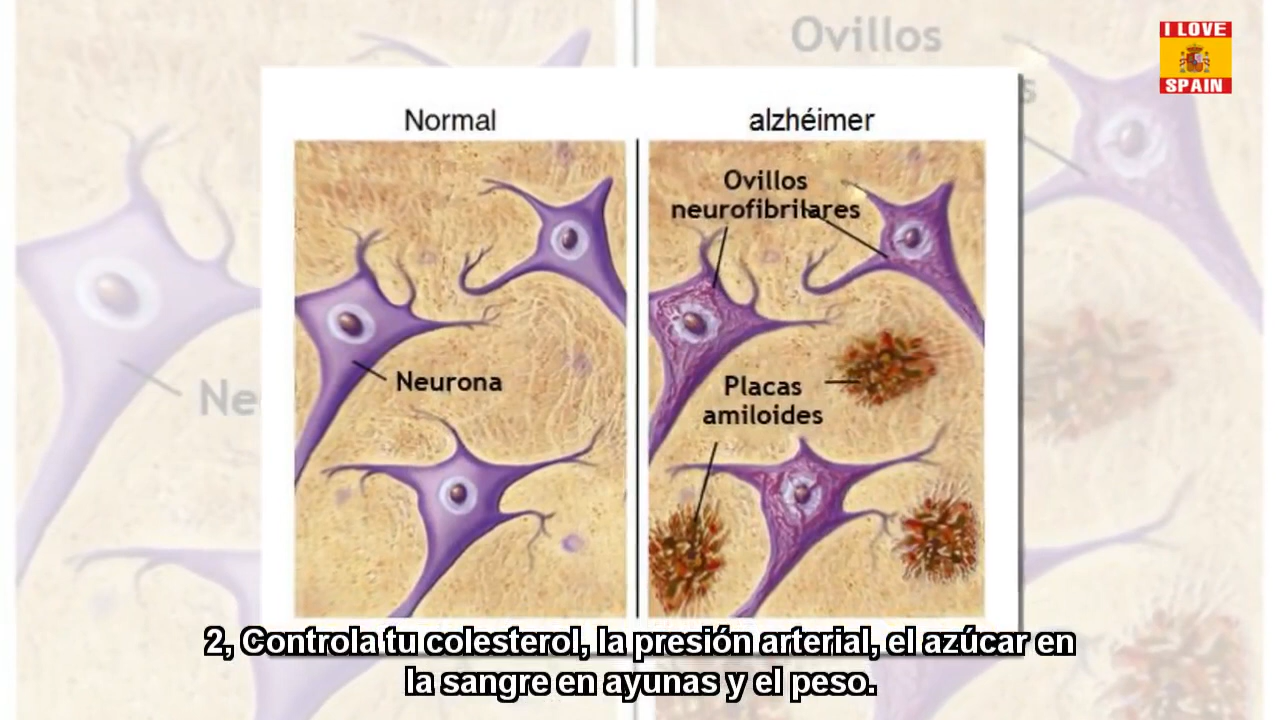 I LOVE
SPAIN
Ovillos
Normal
alzhéimer
Ovillos
neurofibrilares
Neurona
Placas
amiloides
2, Controla tu colesterol, la presión arterial, el azúcar en
la sangre en ayunas y el peso.